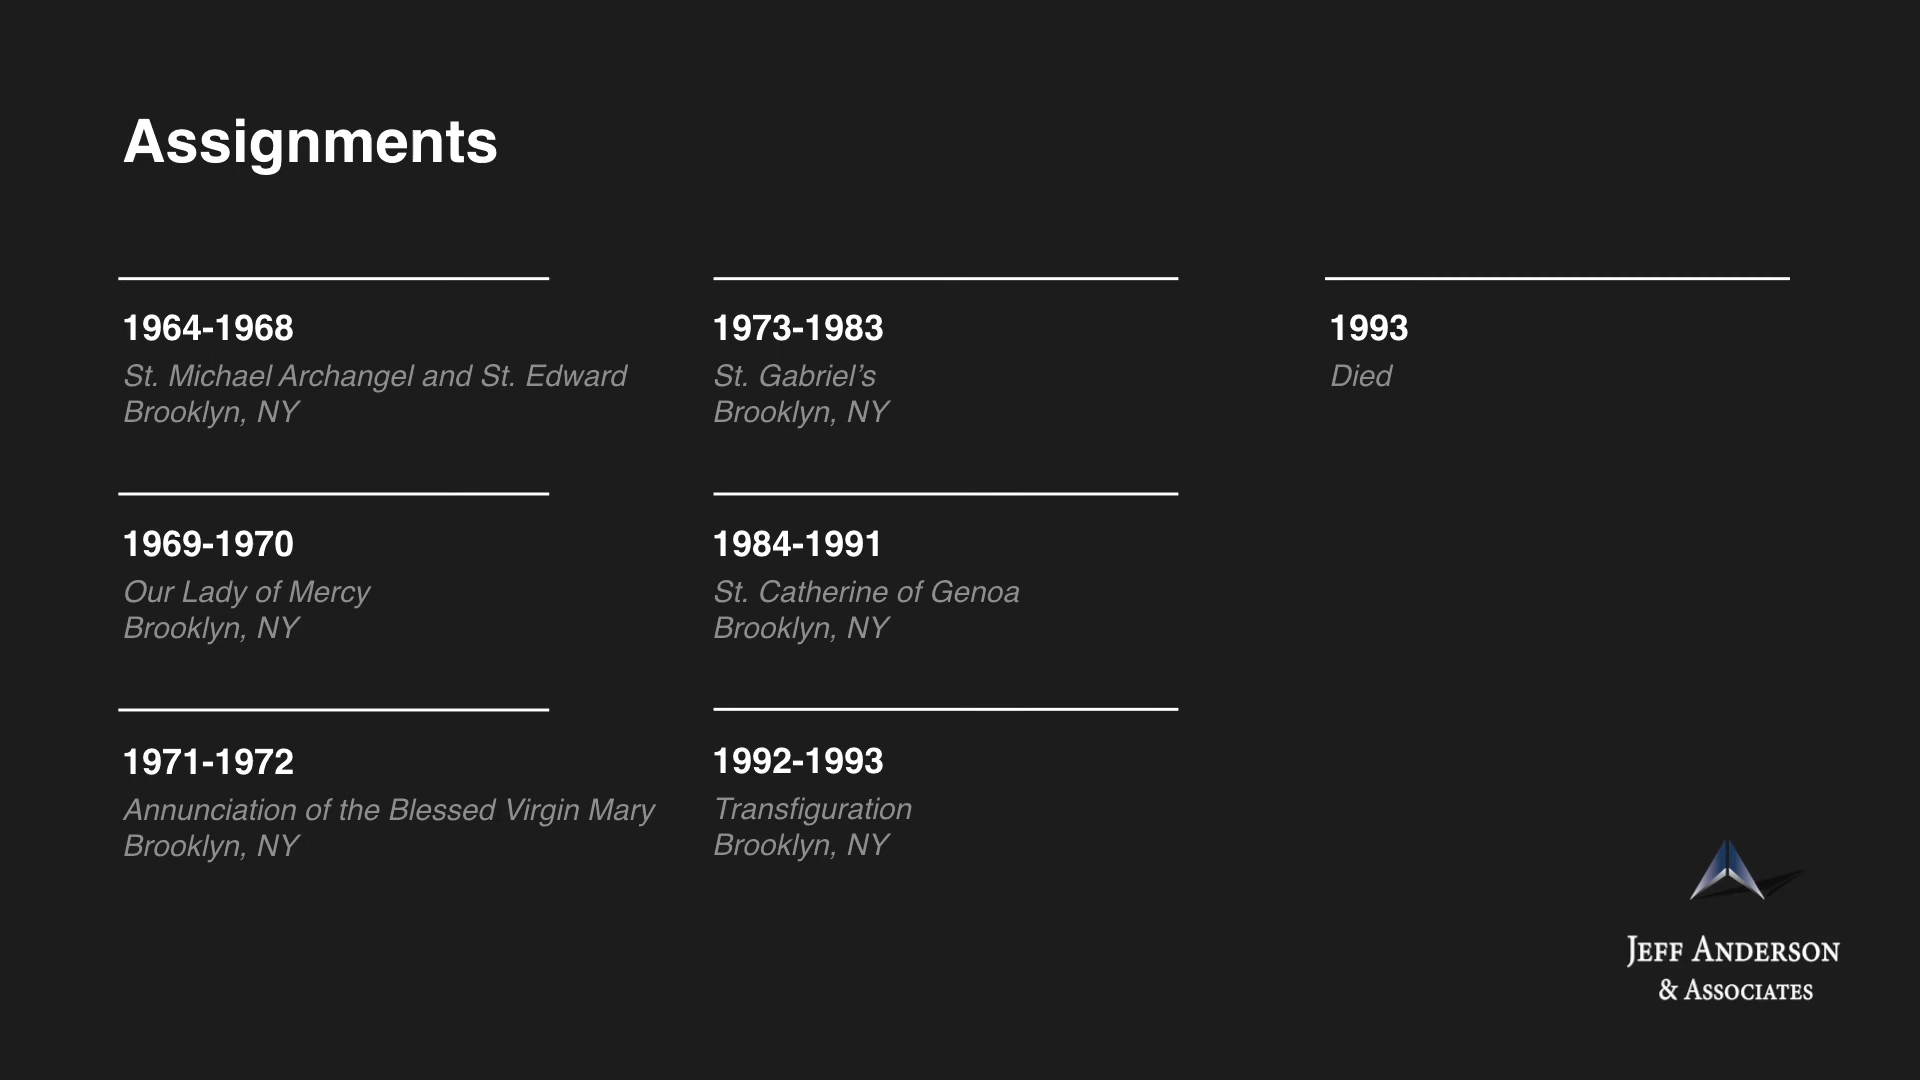 Assignments
1964-1968
St. Michael Archangel and St. Edward
Brooklyn, NY
1969-1970
Our Lady of Mercy
Brooklyn, NY
1971-1972
Annunciation of the Blessed Virgin Mary
Brooklyn, NY
1973-1983
St. Gabriel’s
Brooklyn, NY
1984-1991
St. Catherine of Genoa
Brooklyn, NY
1992-1993
Transfiguration
Brooklyn, NY
1993
Died
JEFF ANDERSON
& ASSOCIATES